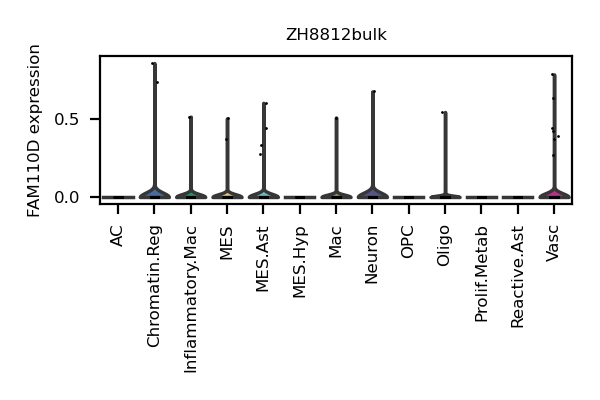 ZH8812bulk
FAM110D expression
0.5
0.0
AC
Chromatin.Reg
Inflammatory.Mac
MES
MES.Ast
MES.Hyp
Mac
Neuron
OPC
Oligo
Prolif.Metab
Reactive.Ast
Vasc